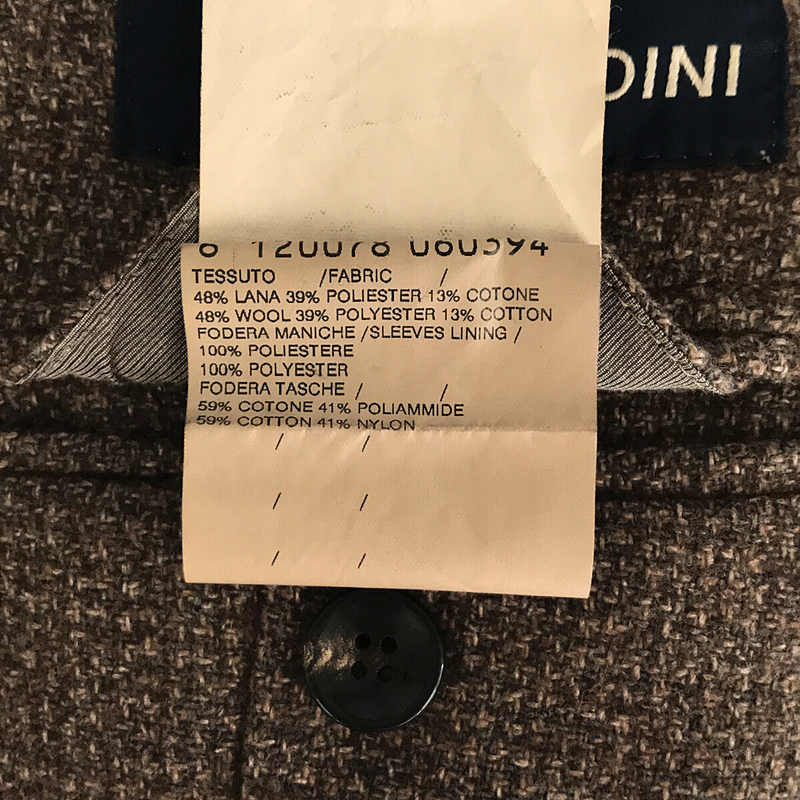 DINI
6 120078 060394
TESSUTO /FABRIC /
48% LANA 39% POLIESTER 13% COTONE
48% WOOL 39% POLYESTER 13% COTTON
FODERA MANICHE /SLEEVES LINING /
100% POLIESTERE
100% POLYESTER
FODERA TASCHE / /
59% COTONE 41% POLIAMMIDE
59% COTTON 41% NYLON
/ /
/ /
/ /